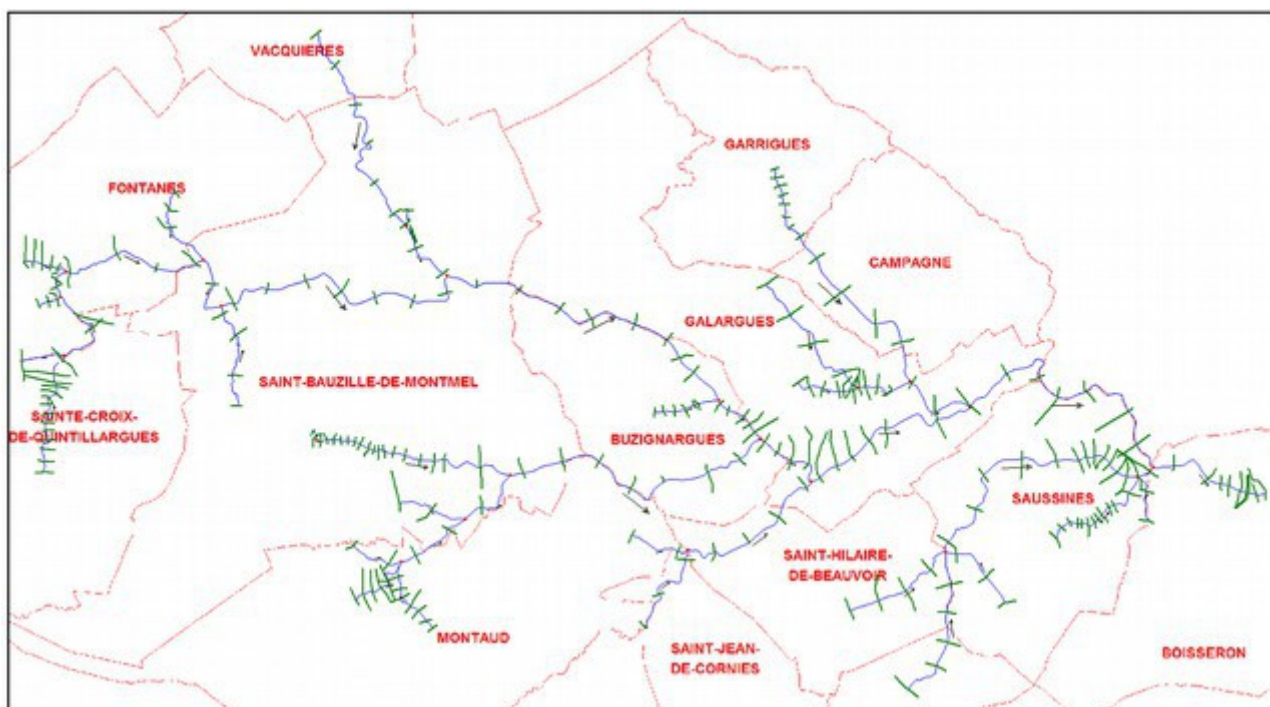 VACQUIERES
GARRIGUES
FONTANES
CAMPAGNE
GALARGUES
SAINT-BAUZILLE-DE-MONTMEL
SAINTE-CROIX-
DE-QUINTILLARGUES
BUZIGNARGUES
SAUSSINES
SAINT-HILAIRE-
DE-BEAUVOIR
MONTAUD
SAINT-JEAN-
DE-CORNIES
BOISSERON